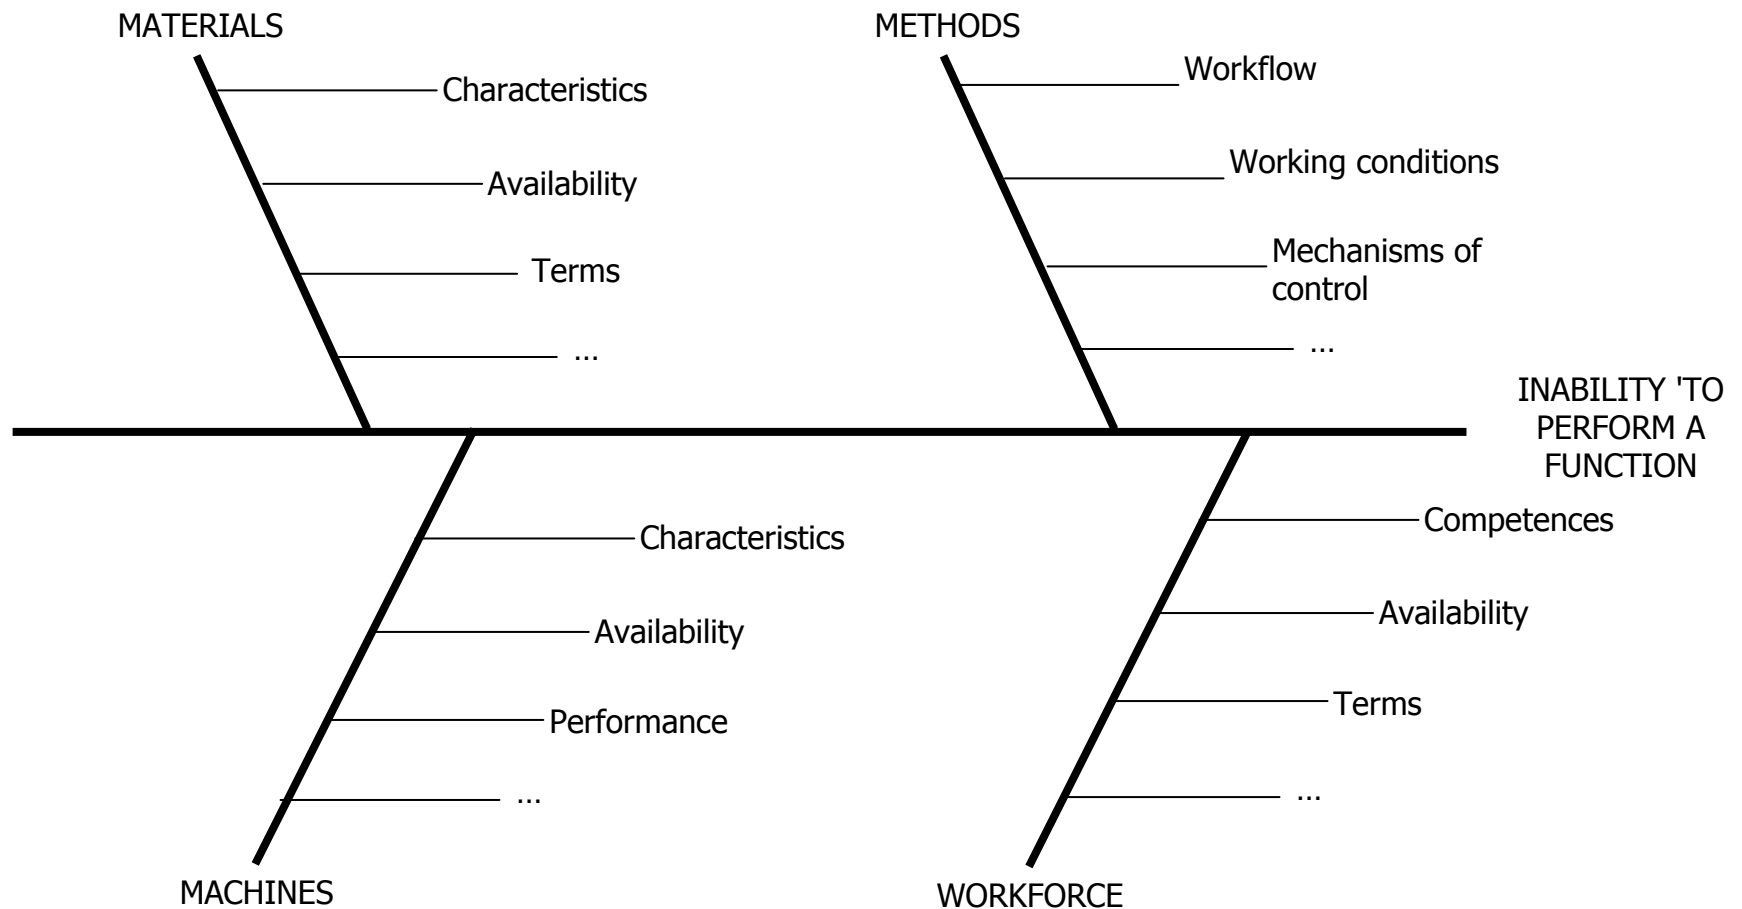 MATERIALS
Characteristics
Availability
Terms
...
METHODS
Workflow
Working conditions
Mechanisms of
control
...
INABILITY 'TO
PERFORM A
FUNCTION
Characteristics
Availability
Performance
...
MACHINES
Competences
Availability
Terms
...
WORKFORCE